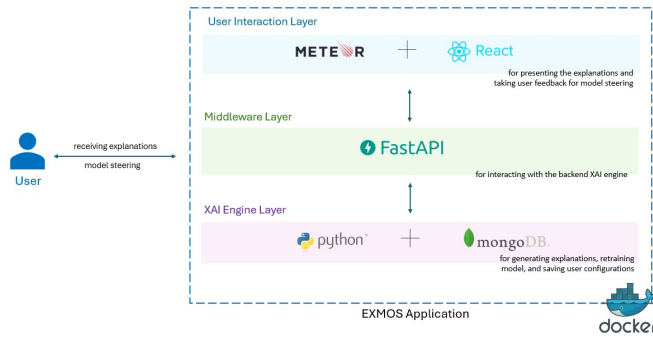 User Interaction Layer
METEOR + React
for presenting the explanations and
taking user feedback for model steering
Middleware Layer
FastAPI
for interacting with the backend XAI engine
receiving explanations
model steering
User
XAI Engine Layer
python + mongoDB
for generating explanations, retraining
model, and saving user configurations
EXMOS Application
docker